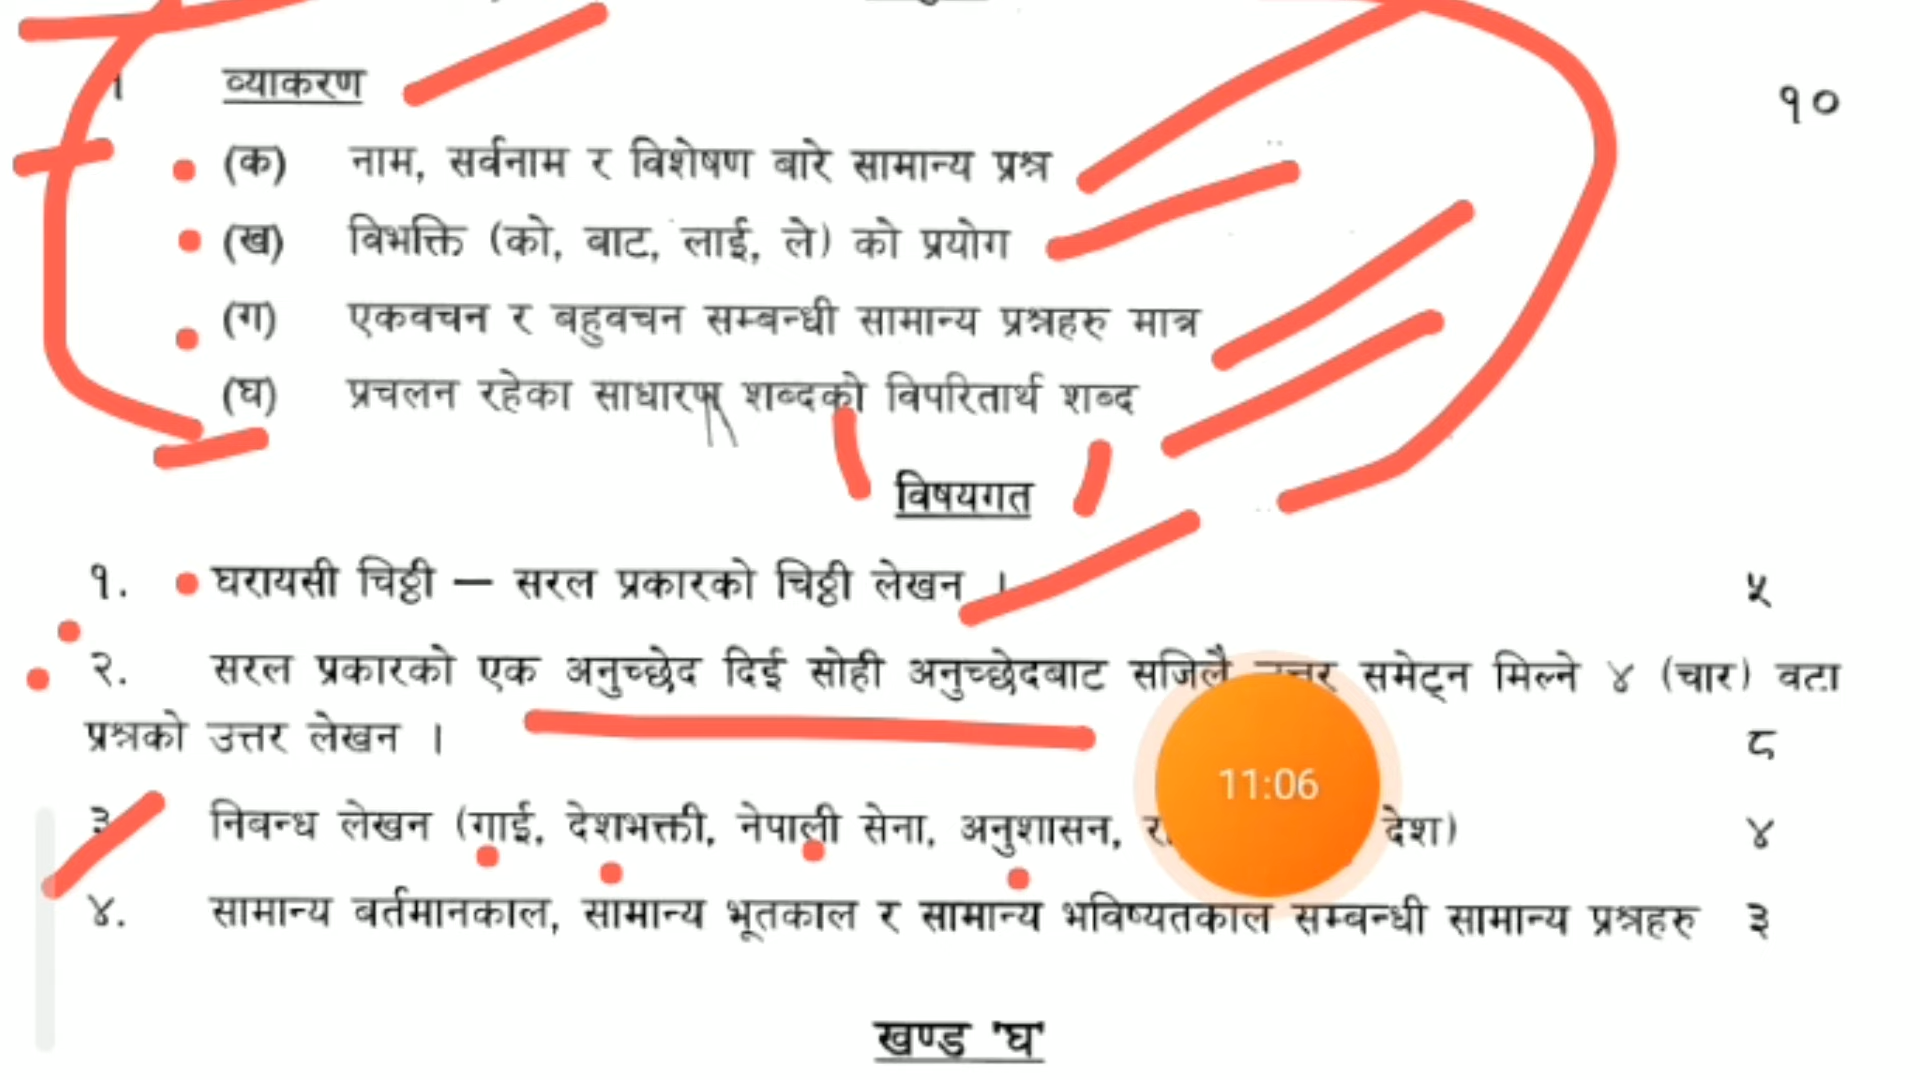 १ व्याकरण १०
(क) नाम, सर्वनाम र विशेषण बारे सामान्य प्रश्न
(ख) विभक्ति (को, बाट, लाई, ले) को प्रयोग
(ग) एकवचन र बहुवचन सम्बन्धी सामान्य प्रश्नहरु मात्र
(घ) प्रचलन रहेका साधारण शब्दको विपरितार्थ शब्द
विषयगत
१. घरायसी चिठ्ठी — सरल प्रकारको चिठ्ठी लेखन । ५
२. सरल प्रकारको एक अनुच्छेद दिई सोही अनुच्छेदबाट सजिलै उत्तर समेट्न मिल्ने ४ (चार) वटा
प्रश्नको उत्तर लेखन । ८
11:06
३ निबन्ध लेखन (गाई, देशभक्ती, नेपाली सेना, अनुशासन, देश) ४
४. सामान्य बर्तमानकाल, सामान्य भूतकाल र सामान्य भविष्यतकाल सम्बन्धी सामान्य प्रश्नहरु ३
खण्ड 'घ'